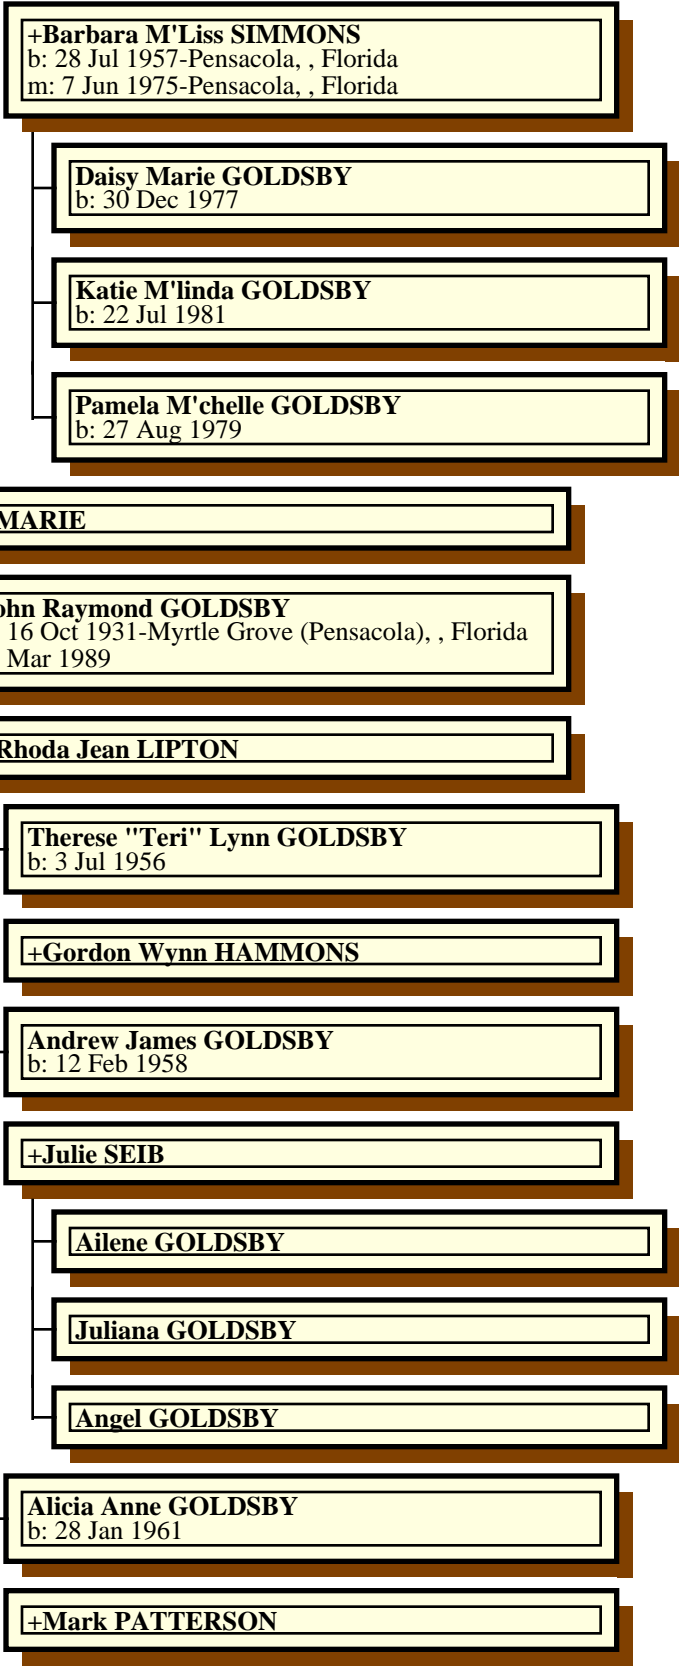 +Barbara M'Liss SIMMONS
b: 28 Jul 1957-Pensacola, , Florida
m: 7 Jun 1975-Pensacola, , Florida
Daisy Marie GOLDSBY
b: 30 Dec 1977
Katie M'linda GOLDSBY
b: 22 Jul 1981
Pamela M'chelle GOLDSBY
b: 27 Aug 1979
MARIE
ohn Raymond GOLDSBY
16 Oct 1931-Myrtle Grove (Pensacola), , Florida
Mar 1989
Rhoda Jean LIPTON
Therese "Teri" Lynn GOLDSBY
b: 3 Jul 1956
+Gordon Wynn HAMMONS
Andrew James GOLDSBY
b: 12 Feb 1958
+Julie SEIB
Ailene GOLDSBY
Juliana GOLDSBY
Angel GOLDSBY
Alicia Anne GOLDSBY
b: 28 Jan 1961
+Mark PATTERSON